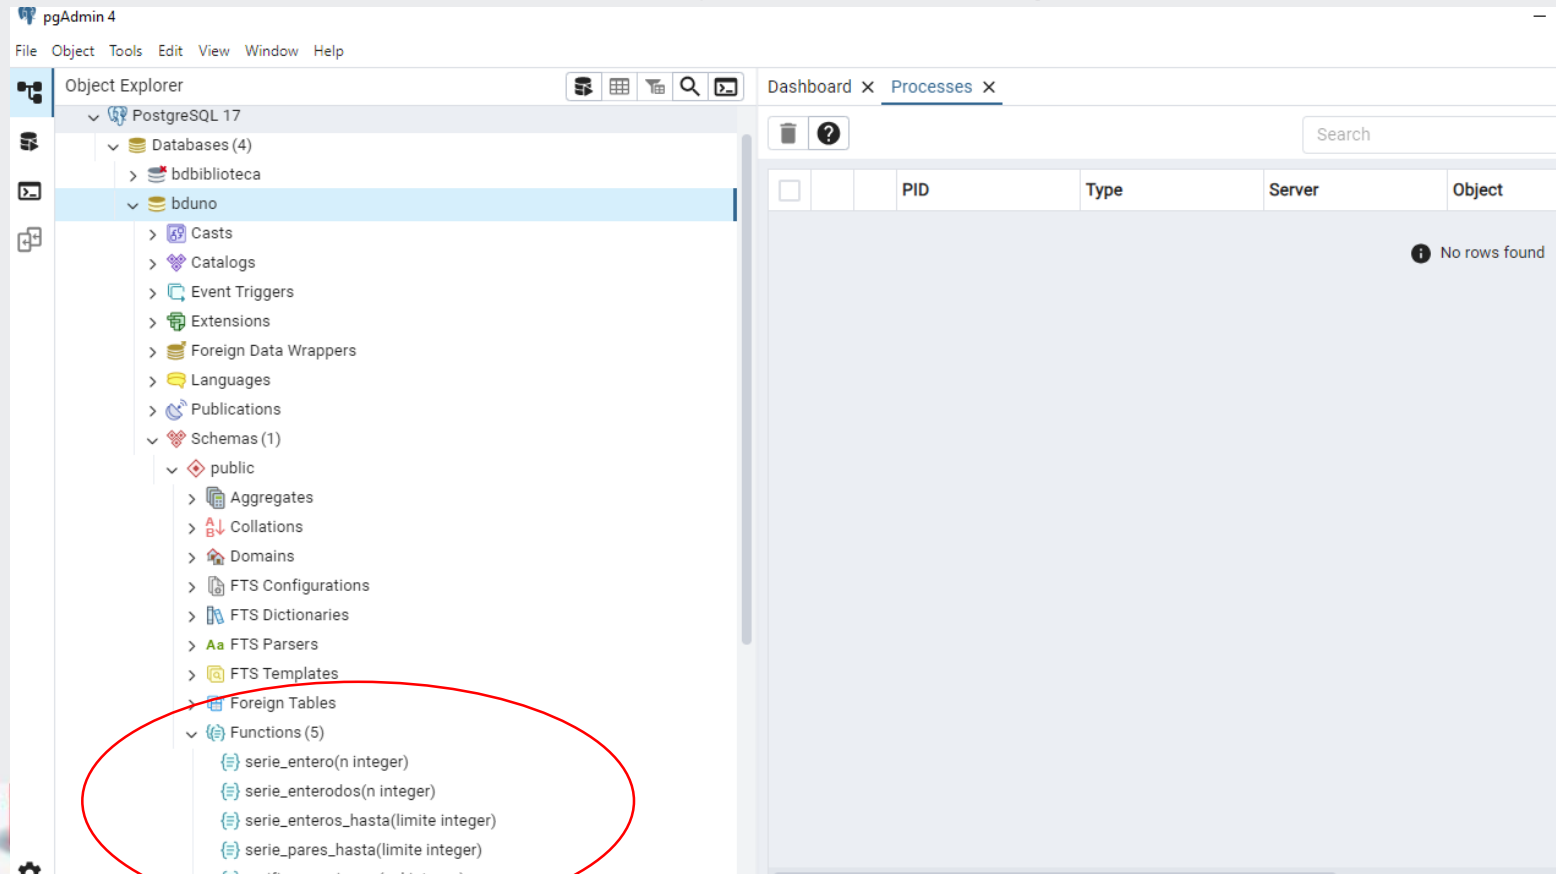 pgAdmin 4
File Object Tools Edit View Window Help
Object Explorer
Dashboard Processes
PostgreSQL 17
Databases (4)
bdbiblioteca
bduno
Casts
Catalogs
Event Triggers
Extensions
Foreign Data Wrappers
Languages
Publications
Schemas (1)
public
Aggregates
Collations
Domains
FTS Configurations
FTS Dictionaries
Aa FTS Parsers
FTS Templates
Foreign Tables
Functions (5)
serie_entero(n integer)
serie_enterodos(n integer)
serie_enteros_hasta(limite integer)
serie_pares_hasta(limite integer)
Search
PID Type Server Object
No rows found